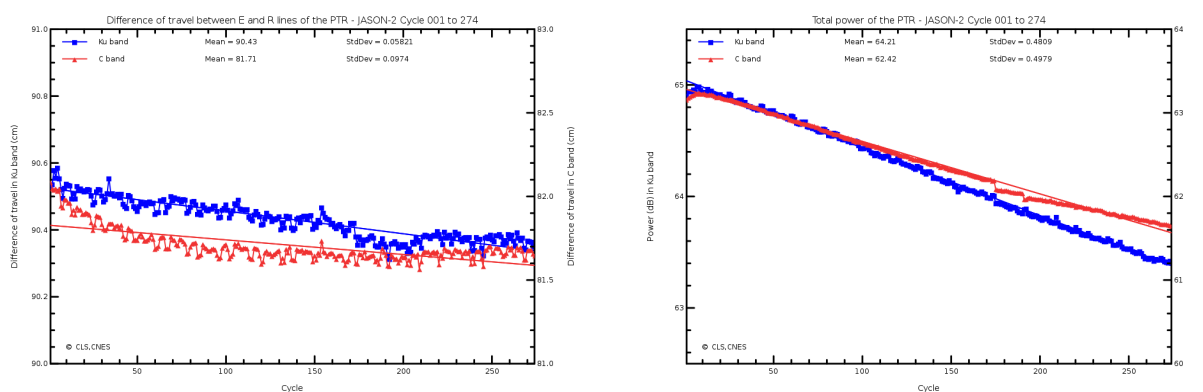 Difference of travel between E and R lines of the PTR - JASON-2 Cycle 001 to 274
Ku band Mean = 90.43 StdDev = 0.05821
C band Mean = 81.71 StdDev = 0.0974
Difference of travel in Ku band (cm)
91.0
90.8
90.6
90.4
90.2
90.0
83.0
82.5
82.0
81.5
81.0
Difference of travel in C band (cm)
© CLS,CNES
50 100 150 200 250
Cycle
Total power of the PTR - JASON-2 Cycle 001 to 274
Ku band Mean = 64.21 StdDev = 0.4809
C band Mean = 62.42 StdDev = 0.4979
Power (dB) in Ku band
65
64
63
64
63
62
61
60
© CLS,CNES
50 100 150 200 250
Cycle